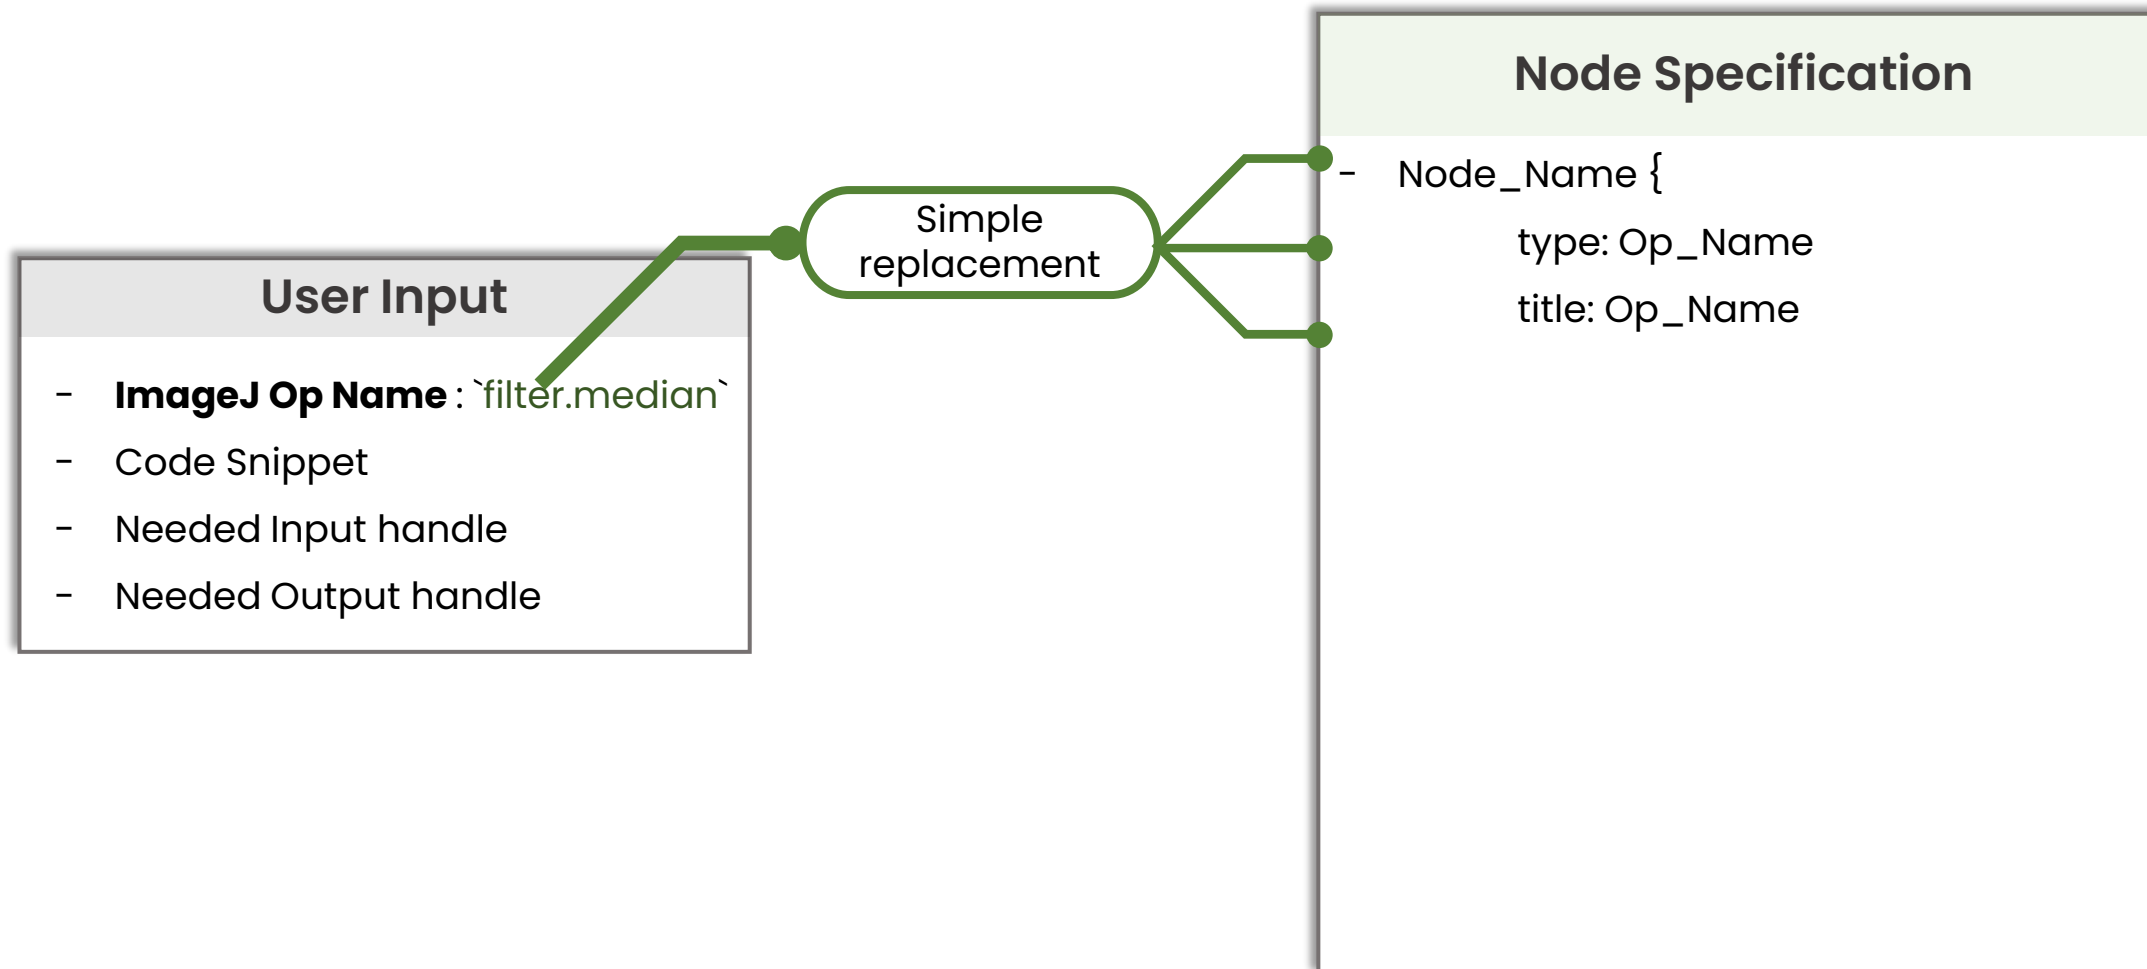 User Input
- ImageJ Op Name : `filter.median`
- Code Snippet
- Needed Input handle
- Needed Output handle
Simple
replacement
Node Specification
- Node_Name {
type: Op_Name
title: Op_Name